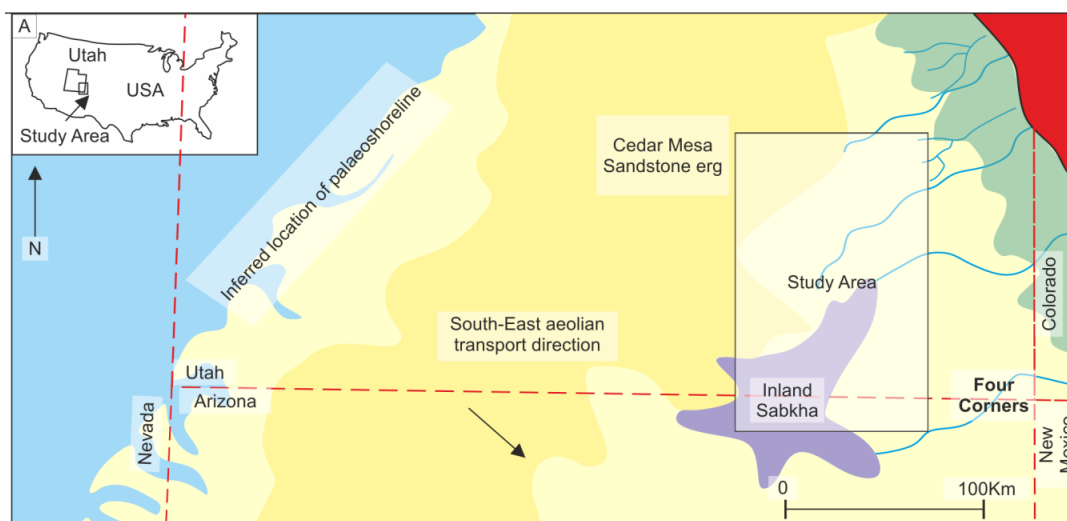 A
Utah
USA
Study Area
N
Inferred location of palaeoshoreline
Cedar Mesa
Sandstone erg
Study Area
Colorado
South-East aeolian
transport direction
Utah
Arizona
Nevada
Inland
Sabkha
Four
Corners
New
Mexico
0
100Km